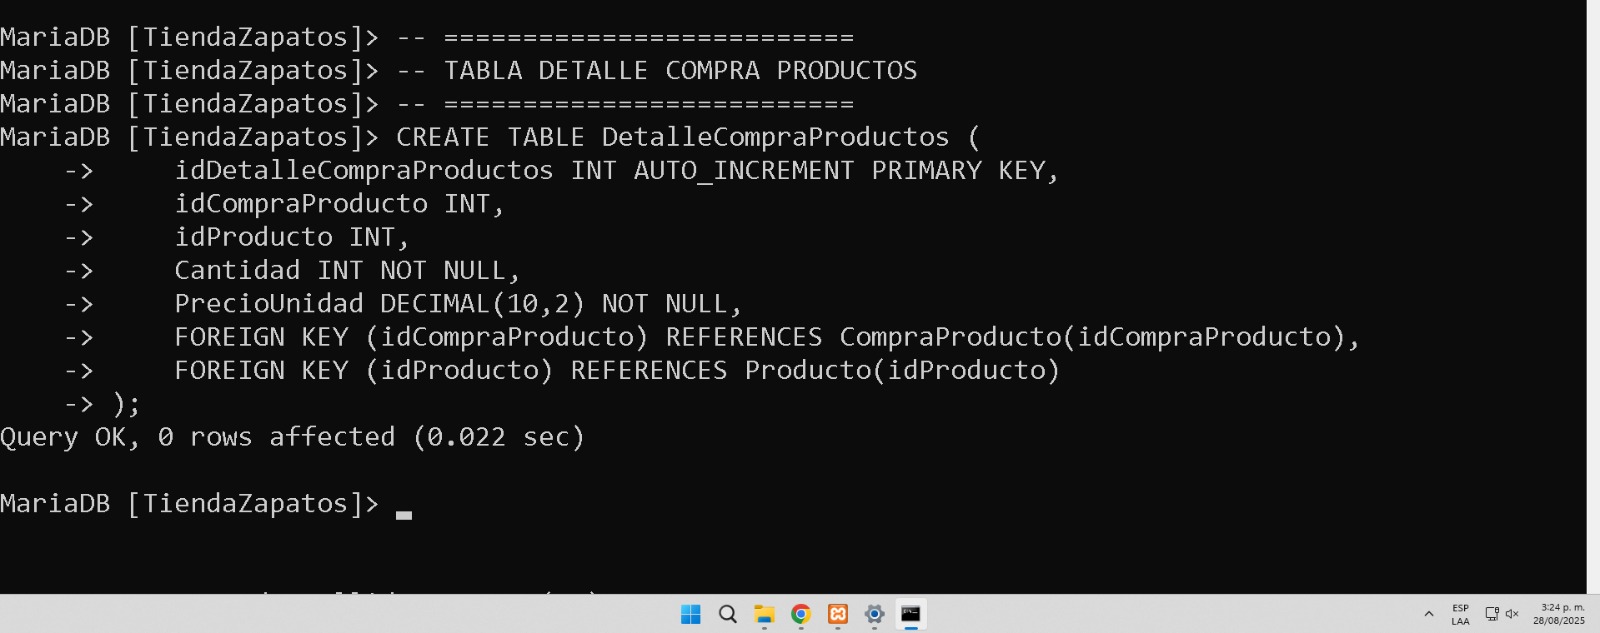 MariaDB [TiendaZapatos]> -- ==========================
MariaDB [TiendaZapatos]> -- TABLA DETALLE COMPRA PRODUCTOS
MariaDB [TiendaZapatos]> -- ==========================
MariaDB [TiendaZapatos]> CREATE TABLE DetalleCompraProductos (
    ->     idDetalleCompraProductos INT AUTO_INCREMENT PRIMARY KEY,
    ->     idCompraProducto INT,
    ->     idProducto INT,
    ->     Cantidad INT NOT NULL,
    ->     PrecioUnidad DECIMAL(10,2) NOT NULL,
    ->     FOREIGN KEY (idCompraProducto) REFERENCES CompraProducto(idCompraProducto),
    ->     FOREIGN KEY (idProducto) REFERENCES Producto(idProducto)
    -> );
Query OK, 0 rows affected (0.022 sec)
MariaDB [TiendaZapatos]>
ESP
LAA
3:24 p. m.
28/08/2025